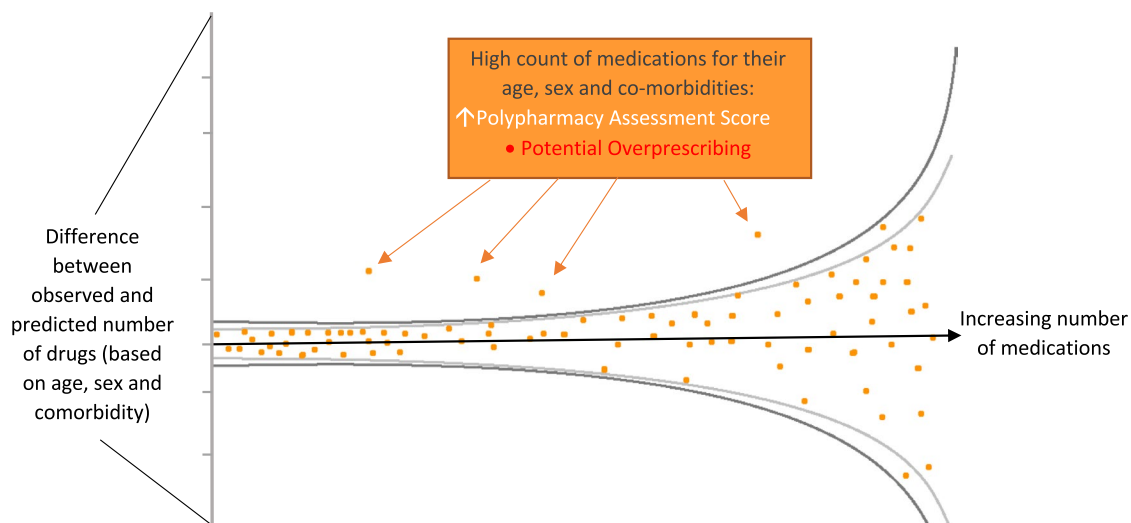 High count of medications for their
age, sex and co-morbidities:
↑Polypharmacy Assessment Score
• Potential Overprescribing
Difference
between
observed and
predicted number
of drugs (based
on age, sex and
comorbidity)
Increasing number
of medications